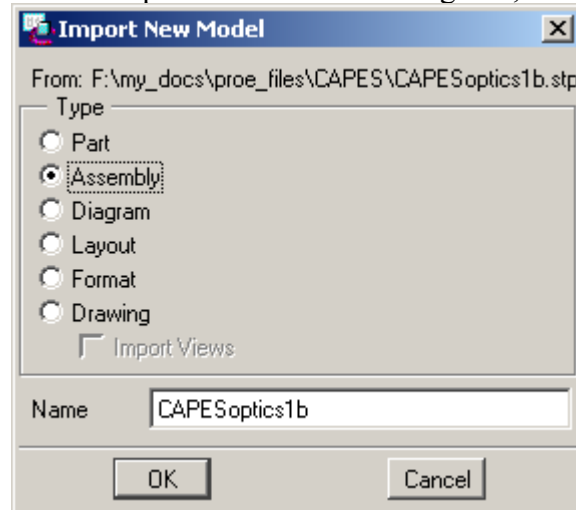 Import New Model
From: F:\my_docs\proe_files\CAPES\CAPESoptics1b.stp
Type
Part
Assembly
Diagram
Layout
Format
Drawing
Import Views
Name CAPESoptics1b
OK Cancel